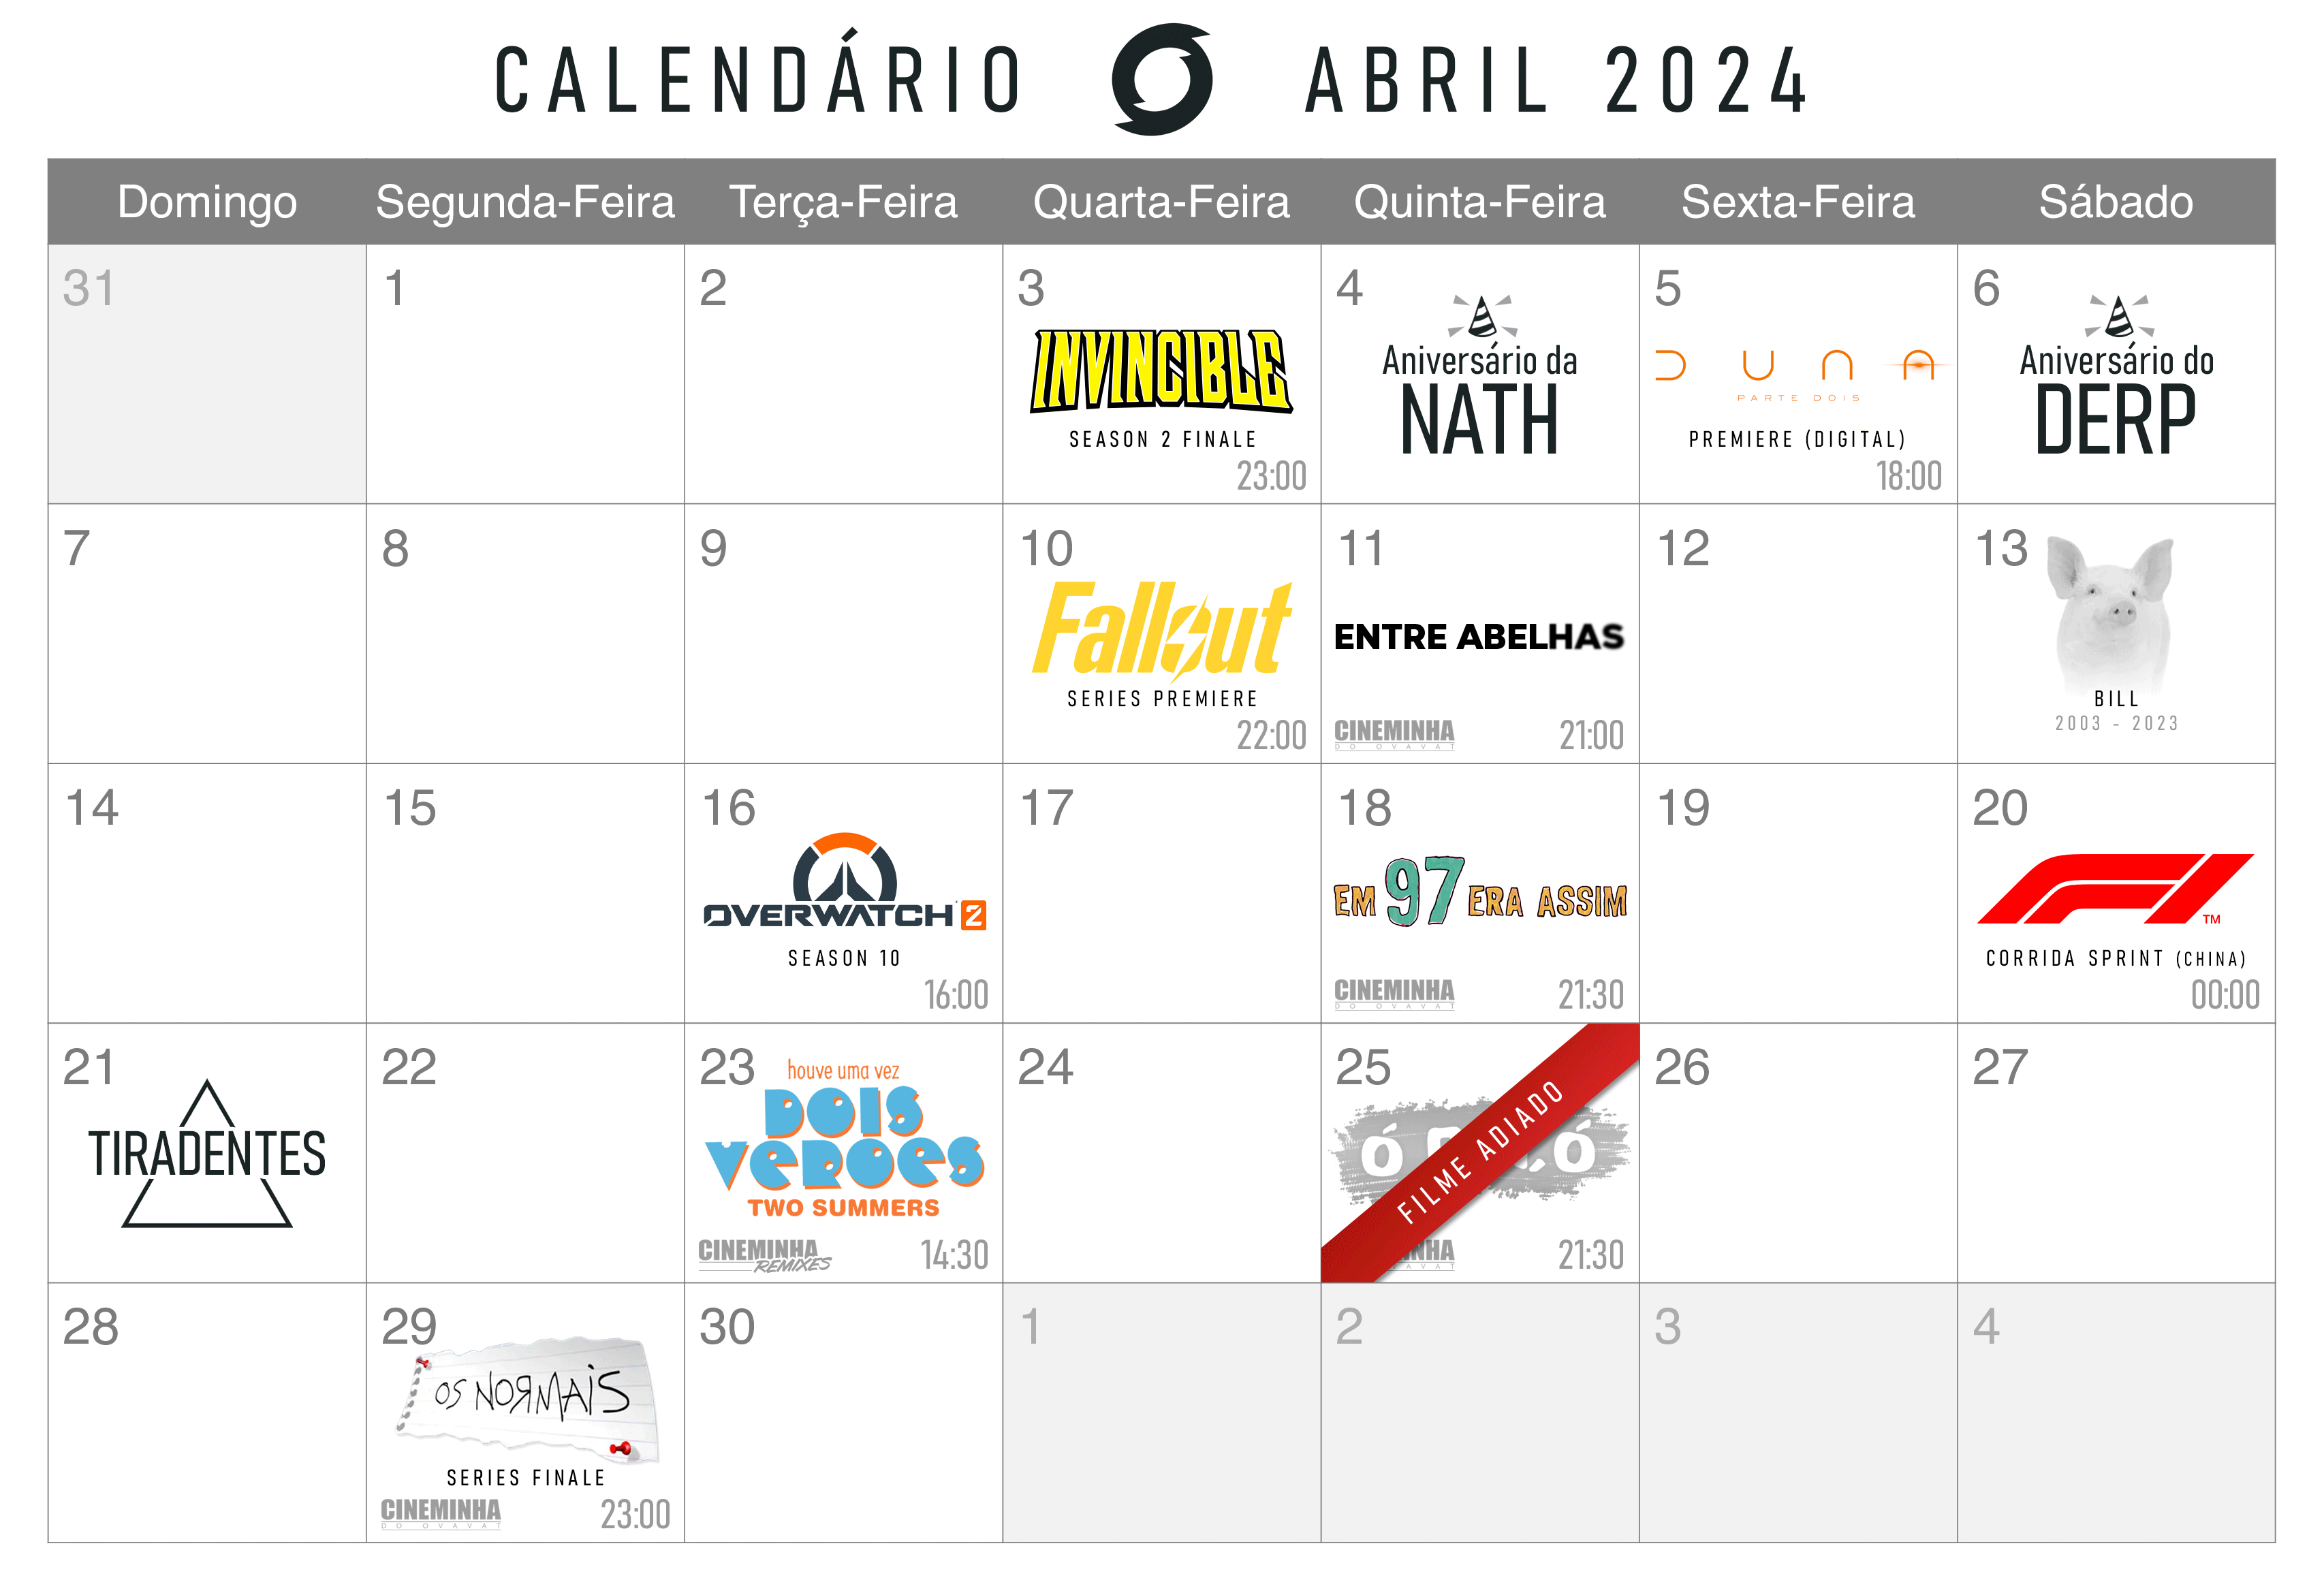 CALENDÁRIO ABRIL 2024
Domingo Segunda-Feira Terça-Feira Quarta-Feira Quinta-Feira Sexta-Feira Sábado
31
1
2
3
INVINCIBLE
SEASON 2 FINALE
23:00
4
Aniversário da
NATH
5
DUNA
PARTE DOIS
PREMIERE (DIGITAL)
18:00
6
Aniversário do
DERP
7
8
9
10
Fallout
SERIES PREMIERE
22:00
11
ENTRE ABELHAS
CINEMINHA
DO OVAVAT
21:00
12
13
BILL
2003 - 2023
14
15
16
OVERWATCH 2
SEASON 10
16:00
17
18
EM 97 ERA ASSIM
CINEMINHA
DO OVAVAT
21:30
19
20
F1 TM
CORRIDA SPRINT (CHINA)
00:00
21
TIRADENTES
22
23
houve uma vez
DOIS
VEROES
TWO SUMMERS
CINEMINHA
REMIXES
14:30
24
25
Ó Ó
FILME ADIADO
NHA
AVAT
21:30
26
27
28
29
OS NORMAIS
SERIES FINALE
CINEMINHA
DO OVAVAT
23:00
30
1
2
3
4